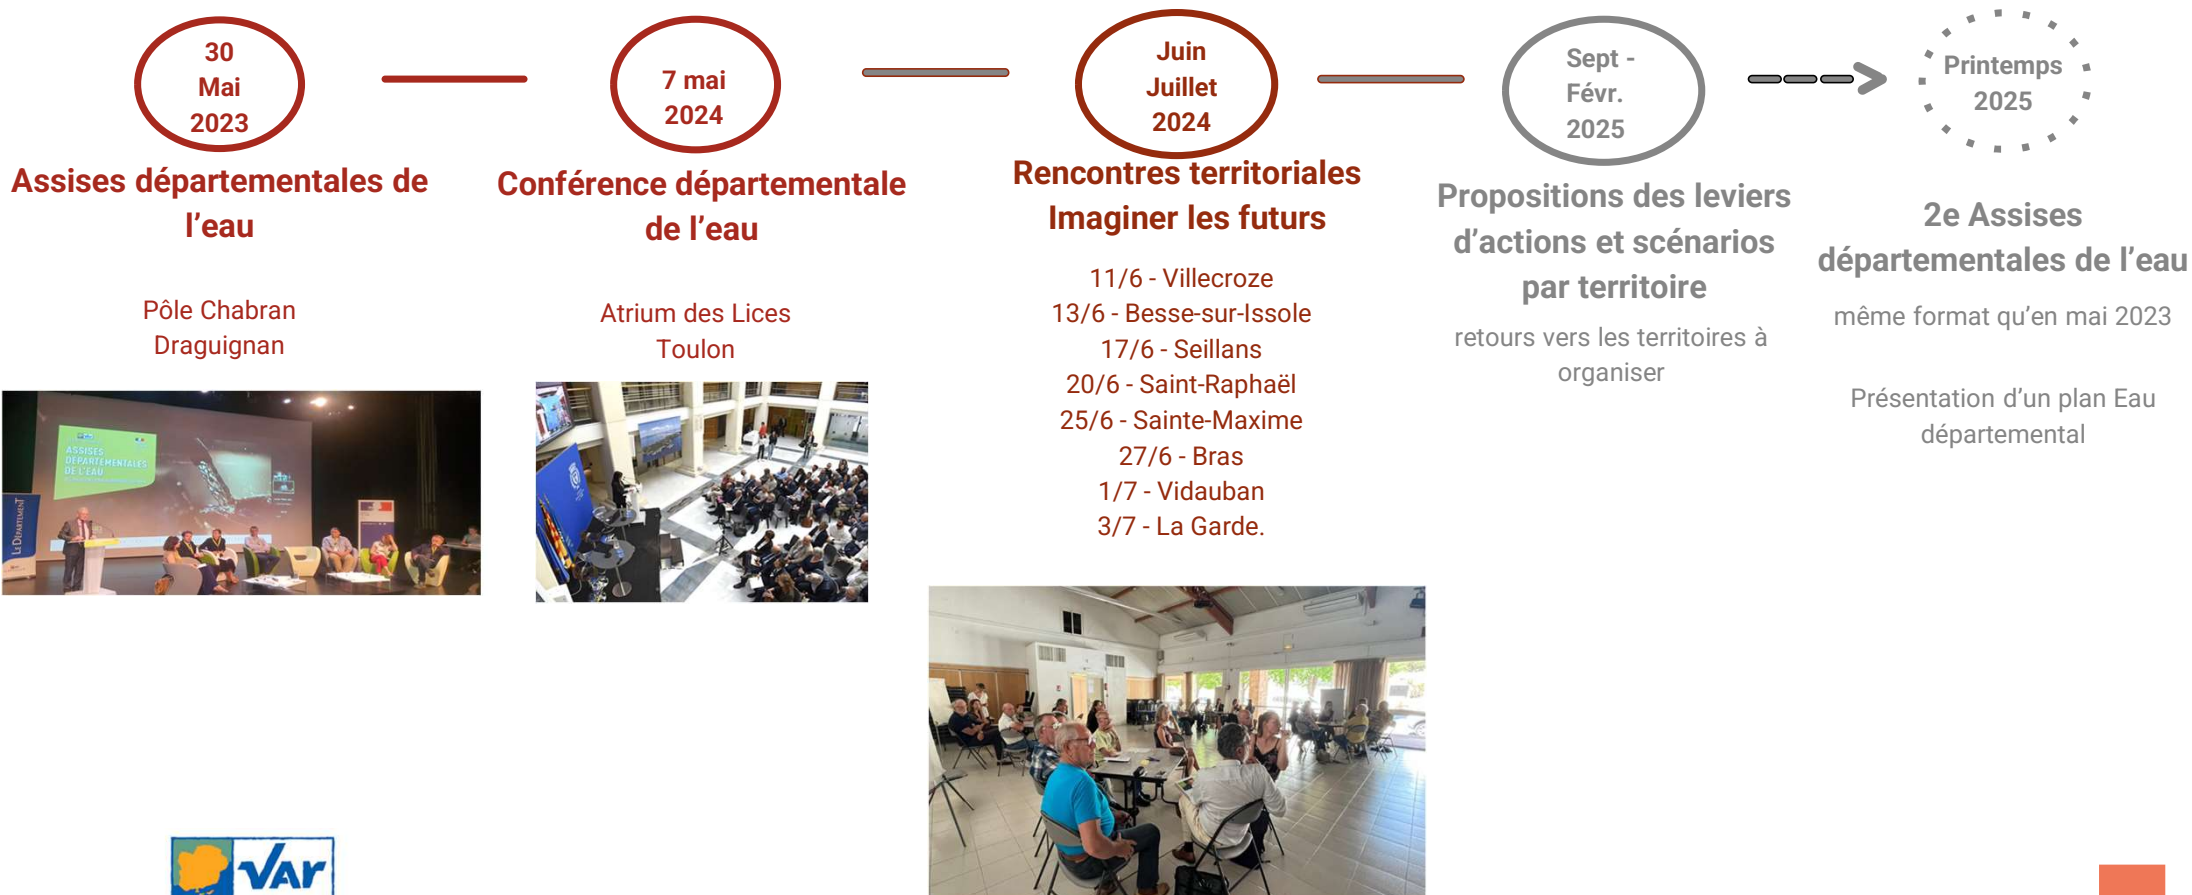 30
Mai
2023
Assises départementales de
l’eau
Pôle Chabran
Draguignan
ASSISES
DÉPARTEMENTALES
DE L'EAU
LE DÉPARTEMENT
7 mai
2024
Conférence départementale
de l’eau
Atrium des Lices
Toulon
Juin
Juillet
2024
Rencontres territoriales
Imaginer les futurs
11/6 - Villecroze
13/6 - Besse-sur-Issole
17/6 - Seillans
20/6 - Saint-Raphaël
25/6 - Sainte-Maxime
27/6 - Bras
1/7 - Vidauban
3/7 - La Garde.
Sept -
Févr.
2025
Propositions des leviers
d’actions et scénarios
par territoire
retours vers les territoires à
organiser
Printemps
2025
2e Assises
départementales de l’eau
même format qu’en mai 2023
Présentation d’un plan Eau
départemental
VAr